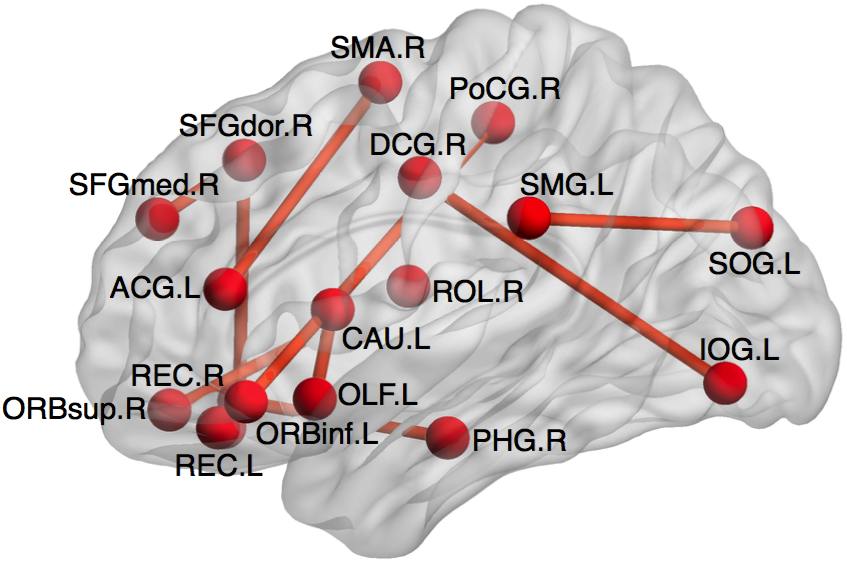 SMA.R
PoCG.R
SFGdor.R
DCG.R
SFGmed.R
SMG.L
SOG.L
ACG.L
ROL.R
CAU.L
IOG.L
REC.R
OLF.L
ORBsup.R
ORBinf.L
PHG.R
REC.L